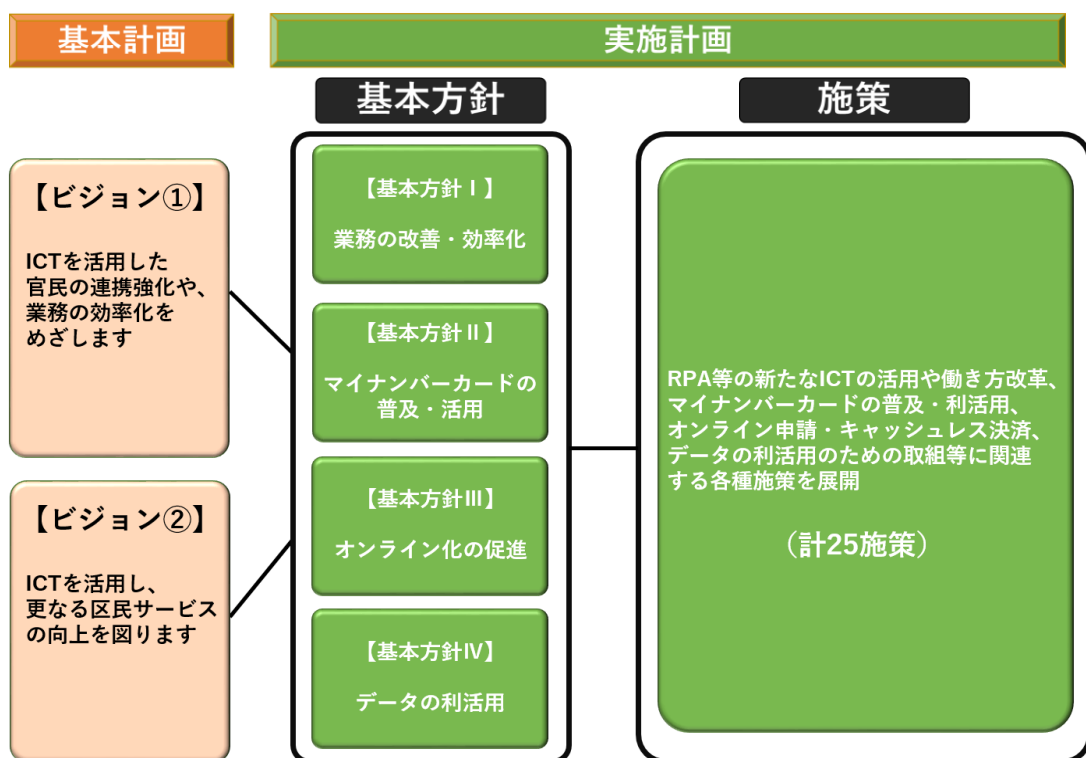 基本計画
実施計画
基本方針
施策
【ビジョン①】
ICTを活用した
官民の連携強化や、
業務の効率化を
めざします
【ビジョン②】
ICTを活用し、
更なる区民サービス
の向上を図ります
【基本方針Ⅰ】
業務の改善・効率化
【基本方針Ⅱ】
マイナンバーカードの
普及・活用
【基本方針Ⅲ】
オンライン化の促進
【基本方針Ⅳ】
データの利活用
RPA等の新たなICTの活用や働き方改革、
マイナンバーカードの普及・利活用、
オンライン申請・キャッシュレス決済、
データの利活用のための取組等に関連
する各種施策を展開
（計25施策）